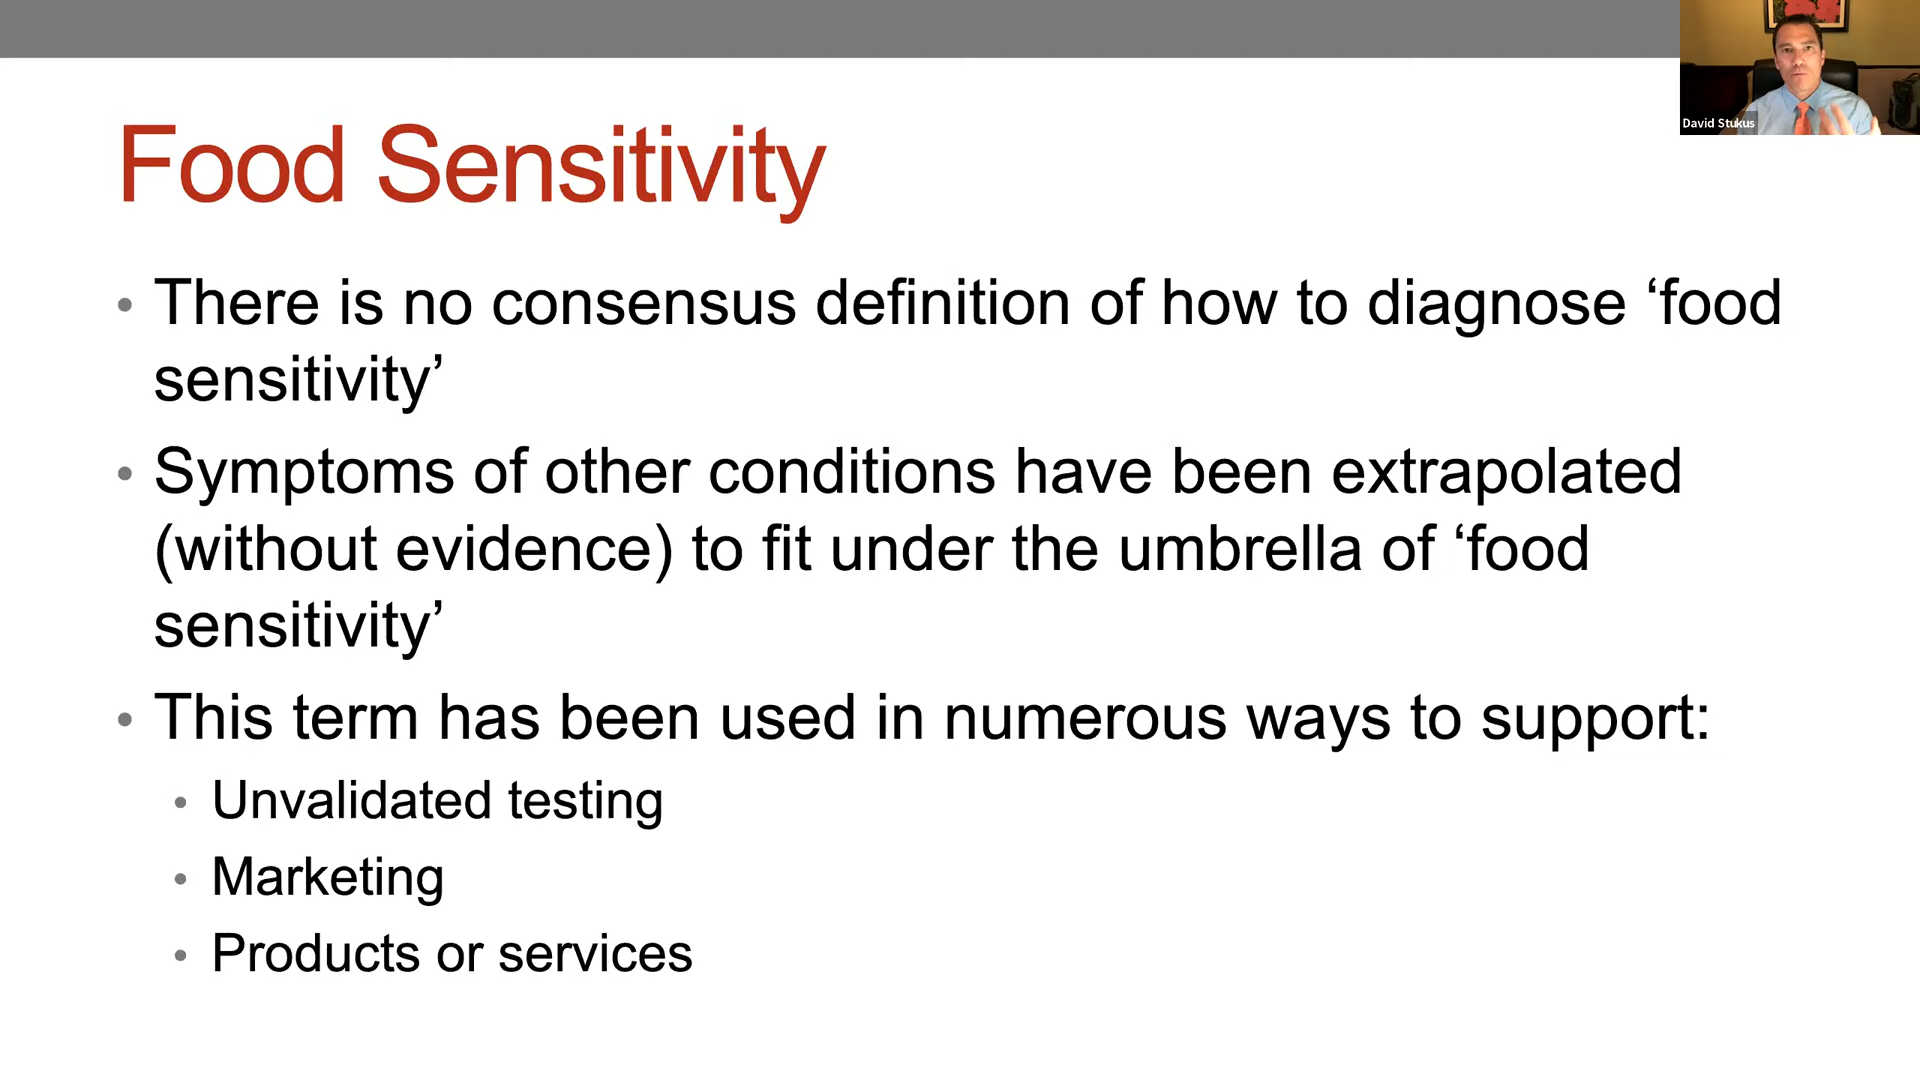 David Stukus
Food Sensitivity
• There is no consensus definition of how to diagnose ‘food
sensitivity’
• Symptoms of other conditions have been extrapolated
(without evidence) to fit under the umbrella of ‘food
sensitivity’
• This term has been used in numerous ways to support:
• Unvalidated testing
• Marketing
• Products or services